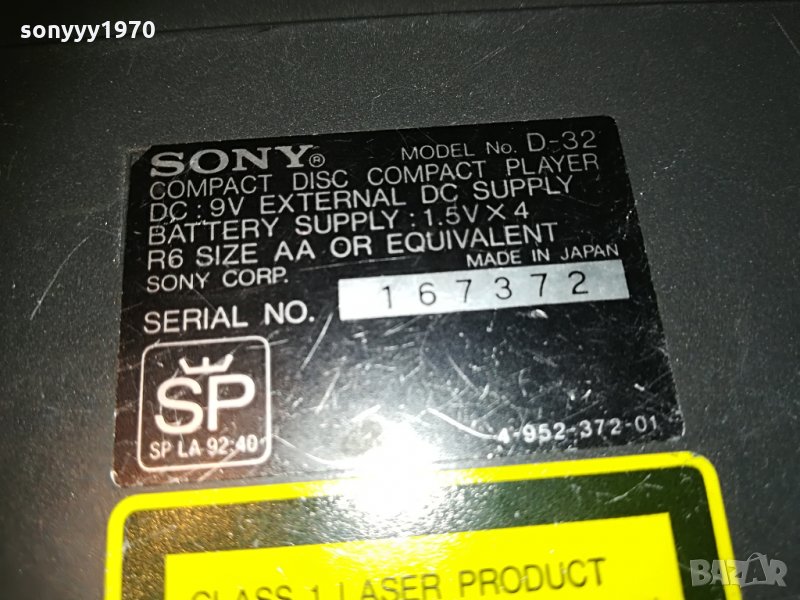 sonyyy1970
SONY®
MODEL No. D-32
COMPACT DISC COMPACT PLAYER
DC : 9V EXTERNAL DC SUPPLY
BATTERY SUPPLY : 1.5V X 4
R6 SIZE AA OR EQUIVALENT
SONY CORP.
MADE IN JAPAN
SERIAL NO. 167372
SP
SP LA 92:40
4-952-372-01
CLASS 1 LASER PRODUCT
BAZAR